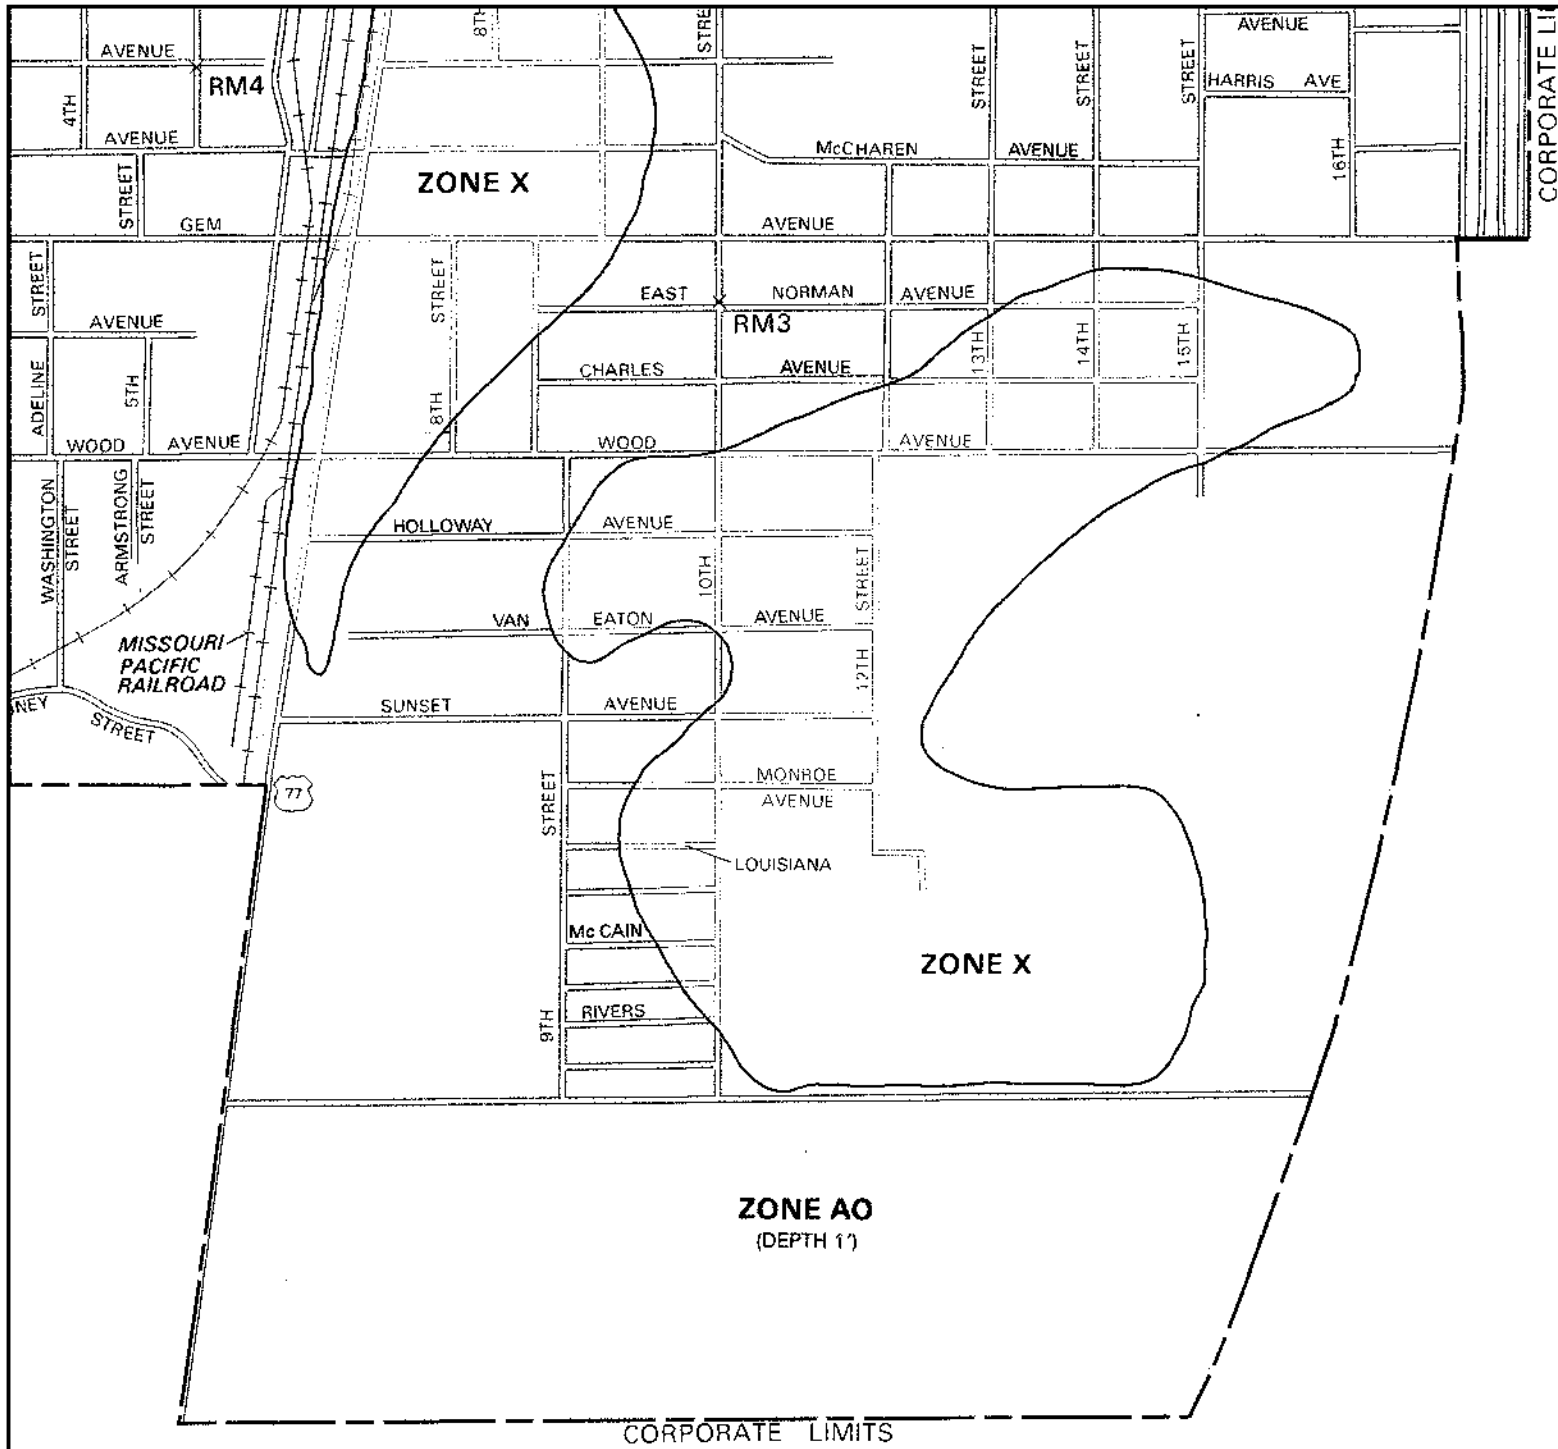 AVENUE
RM4
4TH
AVENUE
8TH
STREET
STREET
STREET
AVENUE
HARRIS AVE
16TH
CORPORATE
McCHAREN AVENUE
ZONE X
STREET
GEM
AVENUE
STREET
AVENUE
STREET
EAST NORMAN AVENUE
RM3
ADELINE
5TH
8TH
CHARLES AVENUE
13TH
14TH
15TH
WOOD AVENUE
WOOD
AVENUE
WASHINGTON
STREET
ARMSTRONG
STREET
HOLLOWAY AVENUE
10TH
STREET
VAN EATON AVENUE
MISSOURI
PACIFIC
RAILROAD
12TH
SUNSET AVENUE
STREET
77
STREET
MONROE
AVENUE
LOUISIANA
Mc CAIN
ZONE X
RIVERS
9TH
ZONE AO
(DEPTH 1')
CORPORATE LIMITS